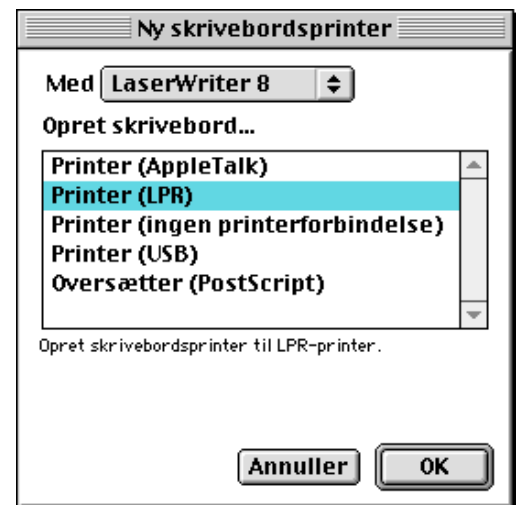 Ny skrivebordsprinter
Med LaserWriter 8
Opret skrivebord...
Printer (AppleTalk)
Printer (LPR)
Printer (ingen printerforbindelse)
Printer (USB)
Oversætter (PostScript)
Opret skrivebordsprinter til LPR-printer.
Annuller OK